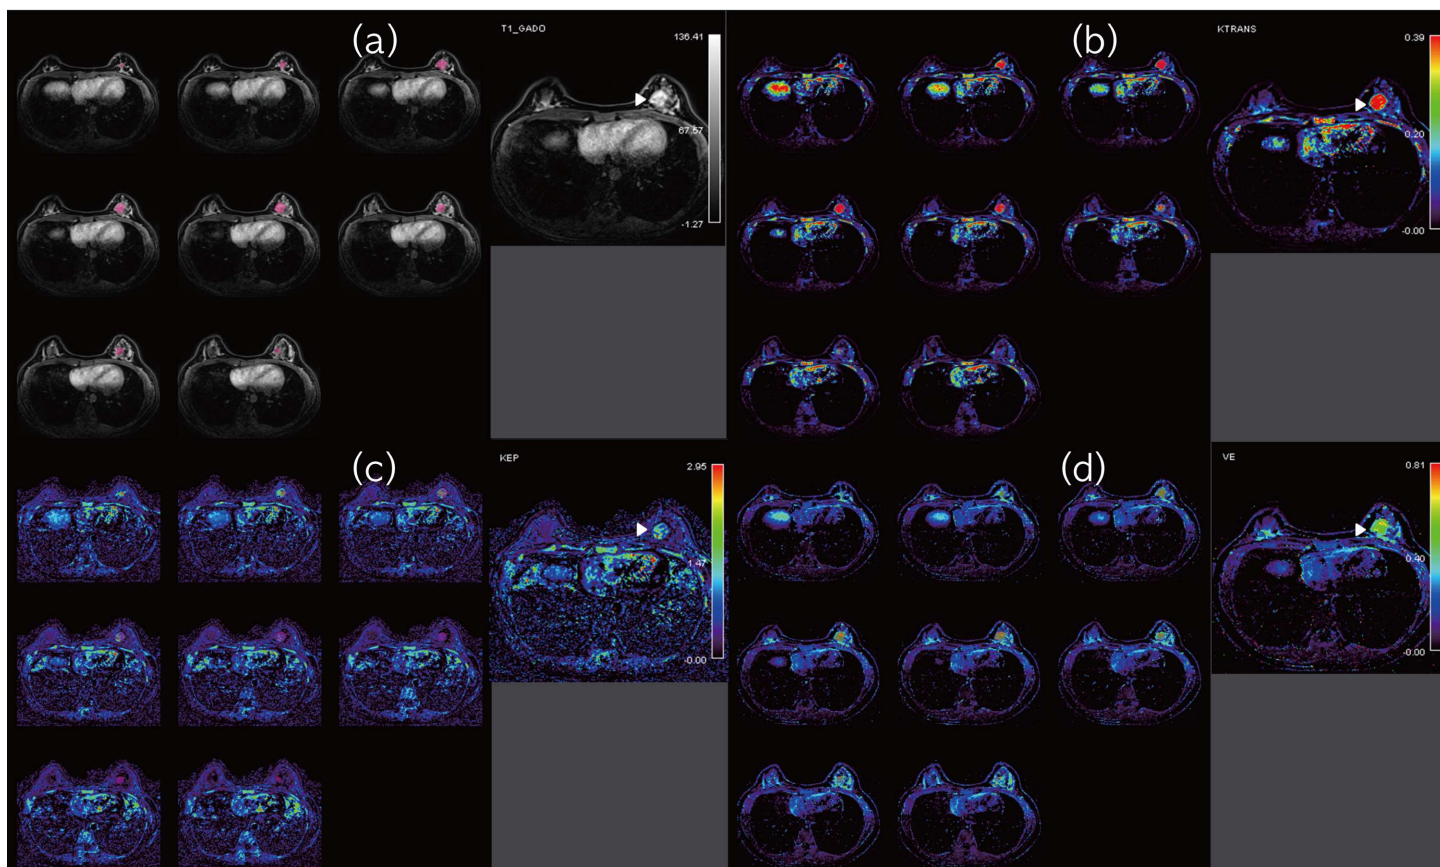 (a)
T1_GADO
136.41
67.57
-1.27
(b)
KTRANS
0.39
0.20
-0.00
(c)
KEP
2.95
1.47
-0.00
(d)
VE
0.81
0.40
-0.00